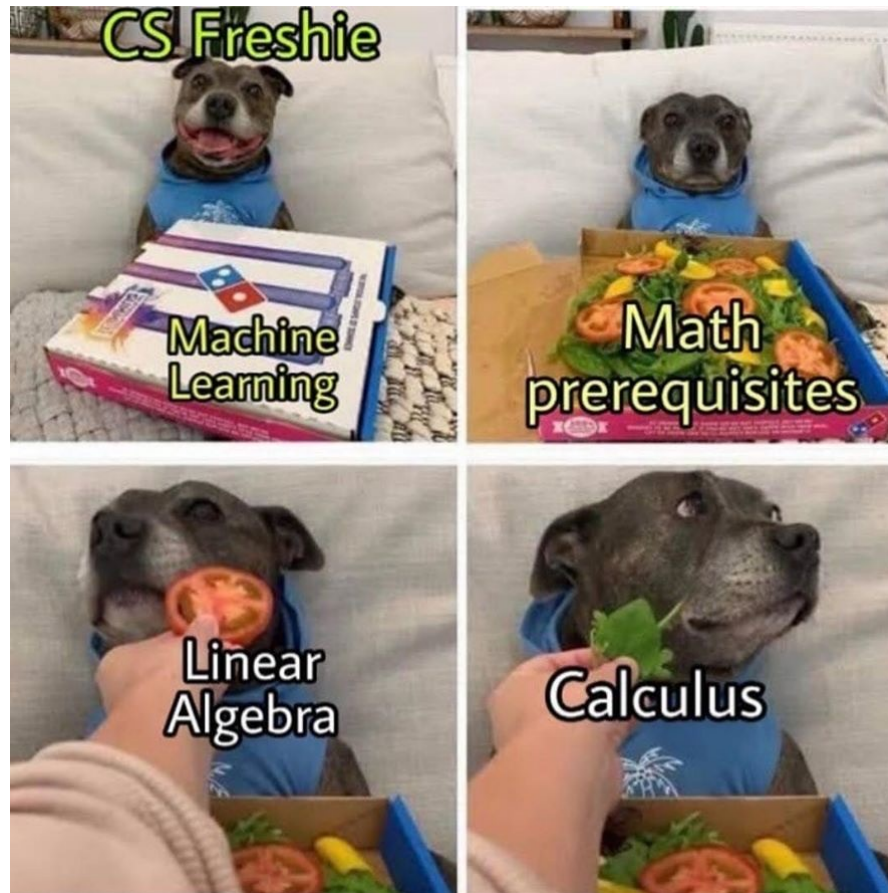 CS Freshie
Machine
Learning
Math
prerequisites
Linear
Algebra
Calculus